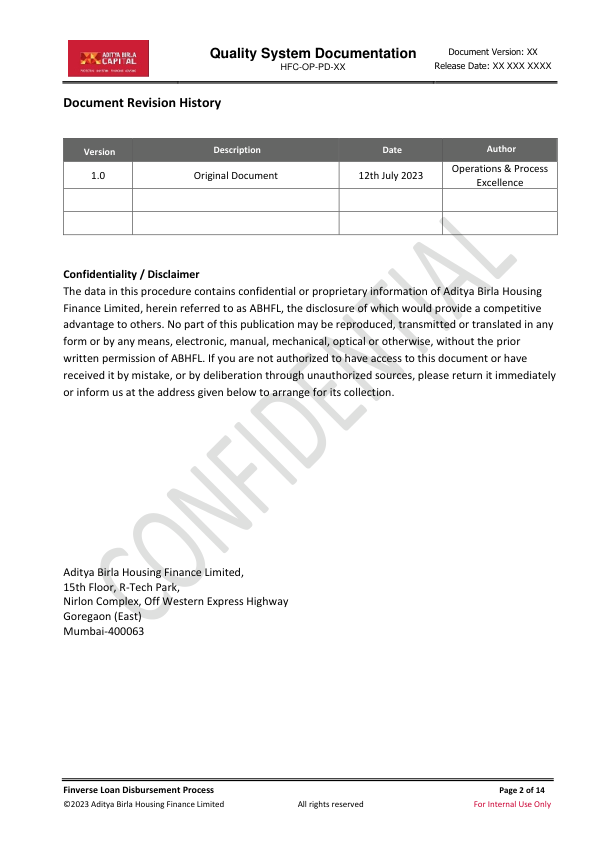 ADITYA BIRLA
CAPITAL
Quality System Documentation
HFC-OP-PD-XX
Document Version: XX
Release Date: XX XXX XXXX
Document Revision History
Version Description Date Author
1.0 Original Document 12th July 2023 Operations & Process
Excellence
Confidentiality / Disclaimer
The data in this procedure contains confidential or proprietary information of Aditya Birla Housing
Finance Limited, herein referred to as ABHFL, the disclosure of which would provide a competitive
advantage to others. No part of this publication may be reproduced, transmitted or translated in any
form or by any means, electronic, manual, mechanical, optical or otherwise, without the prior
written permission of ABHFL. If you are not authorized to have access to this document or have
received it by mistake, or by deliberation through unauthorized sources, please return it immediately
or inform us at the address given below to arrange for its collection.
CONFIDENTIAL
Aditya Birla Housing Finance Limited,
15th Floor, R-Tech Park,
Nirlon Complex, Off Western Express Highway
Goregaon (East)
Mumbai-400063
Finverse Loan Disbursement Process Page 2 of 14
©2023 Aditya Birla Housing Finance Limited All rights reserved For Internal Use Only